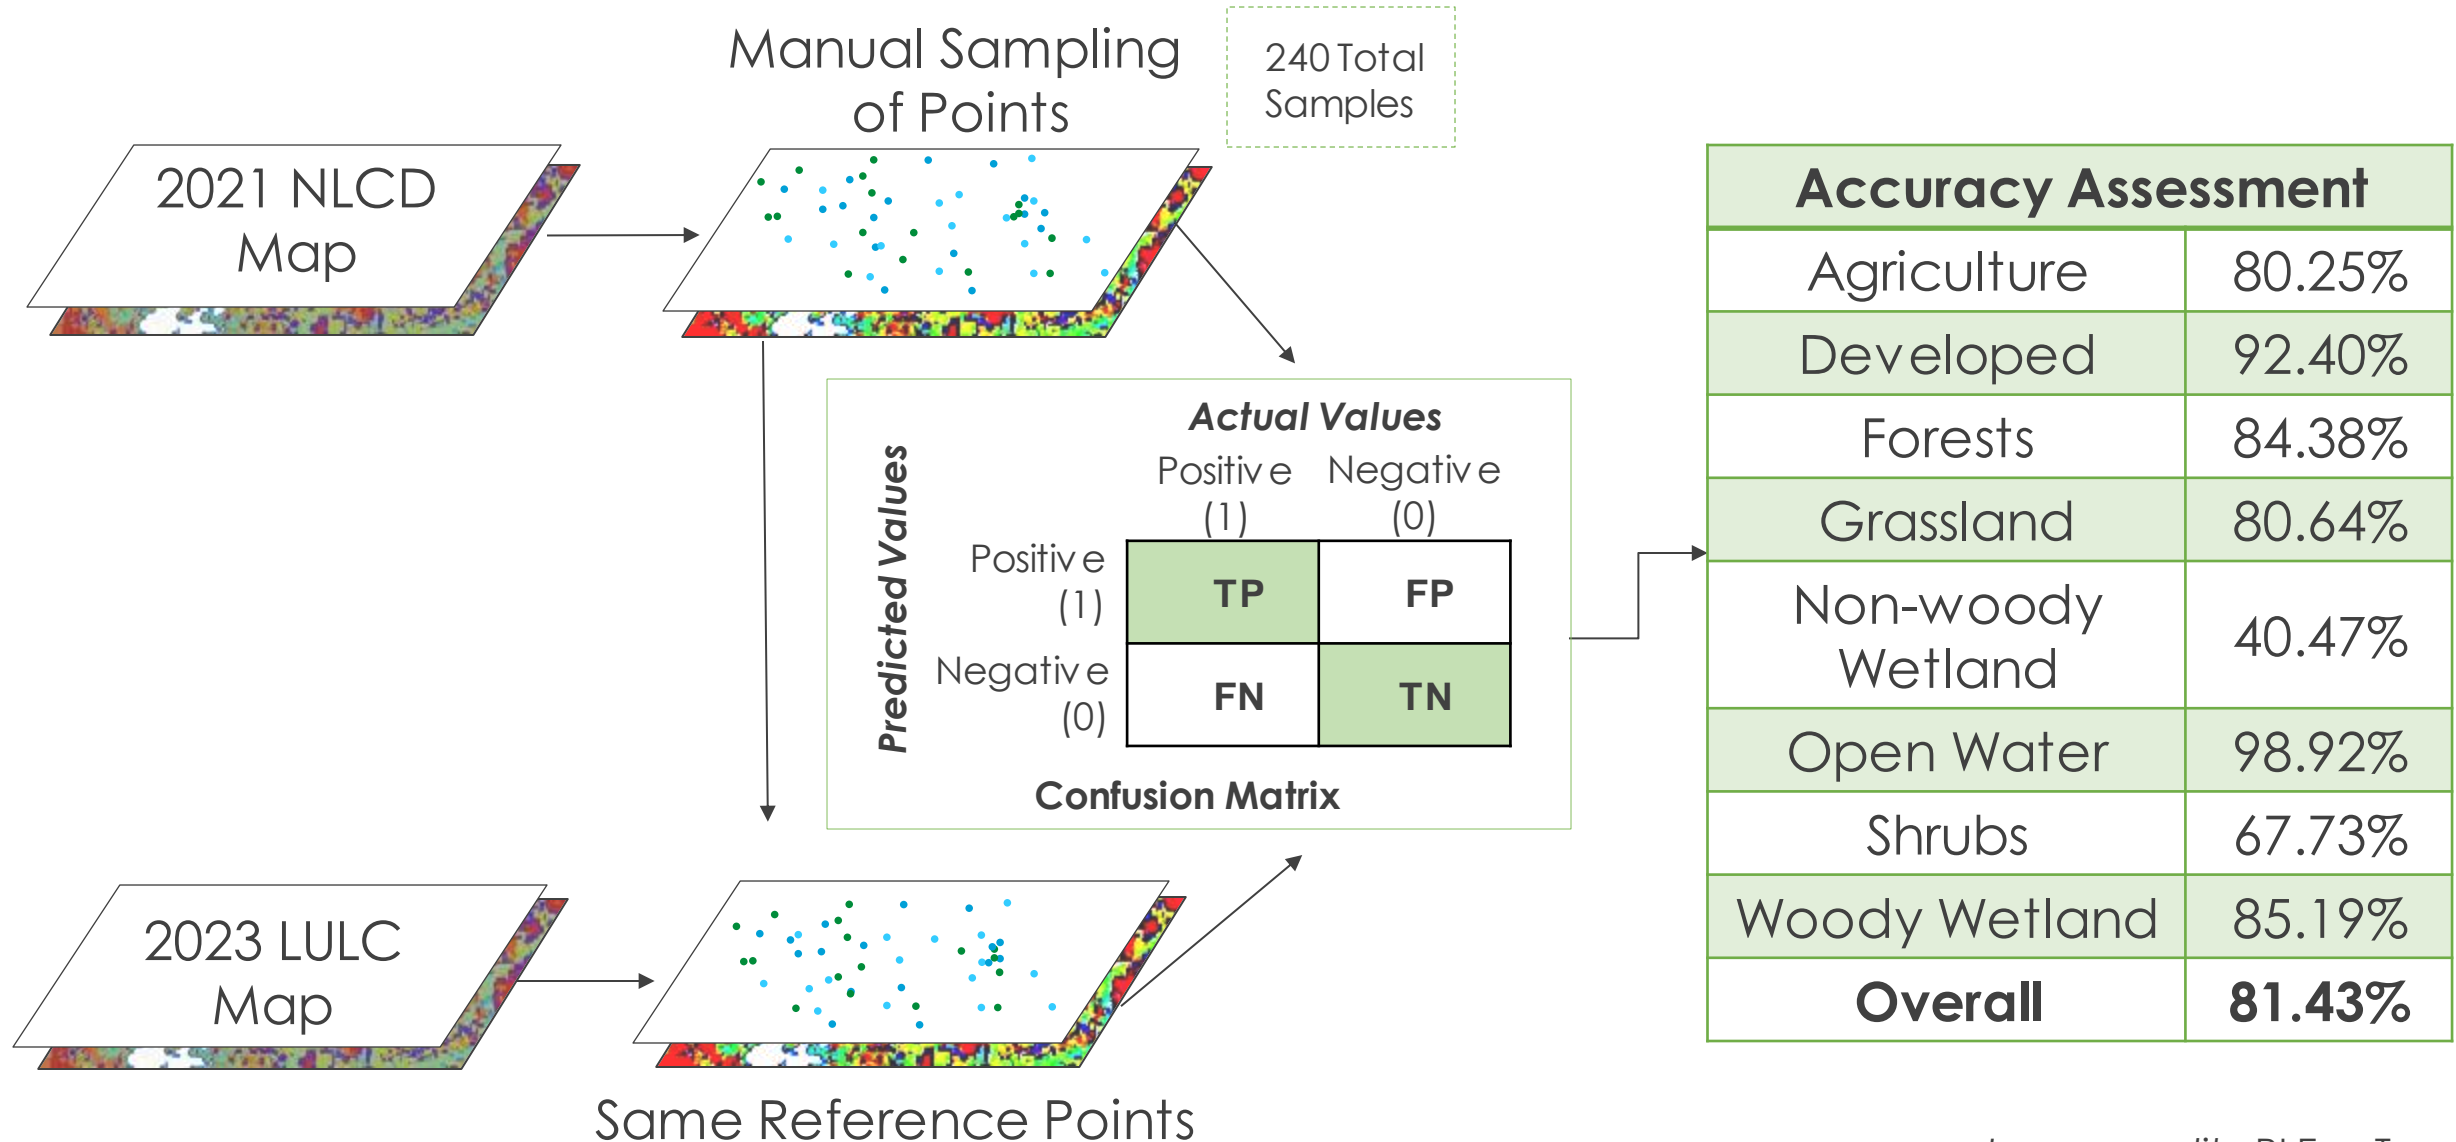 Manual Sampling
of Points
240 Total
Samples
2021 NLCD
Map
Actual Values
Predicted Values
Positive
(1)
Negative
(0)
Positive
(1)
TP
FP
Negative
(0)
FN
TN
Confusion Matrix
2023 LULC
Map
Same Reference Points
Accuracy Assessment
Agriculture 80.25%
Developed 92.40%
Forests 84.38%
Grassland 80.64%
Non-woody
Wetland
40.47%
Open Water 98.92%
Shrubs 67.73%
Woody Wetland 85.19%
Overall 81.43%